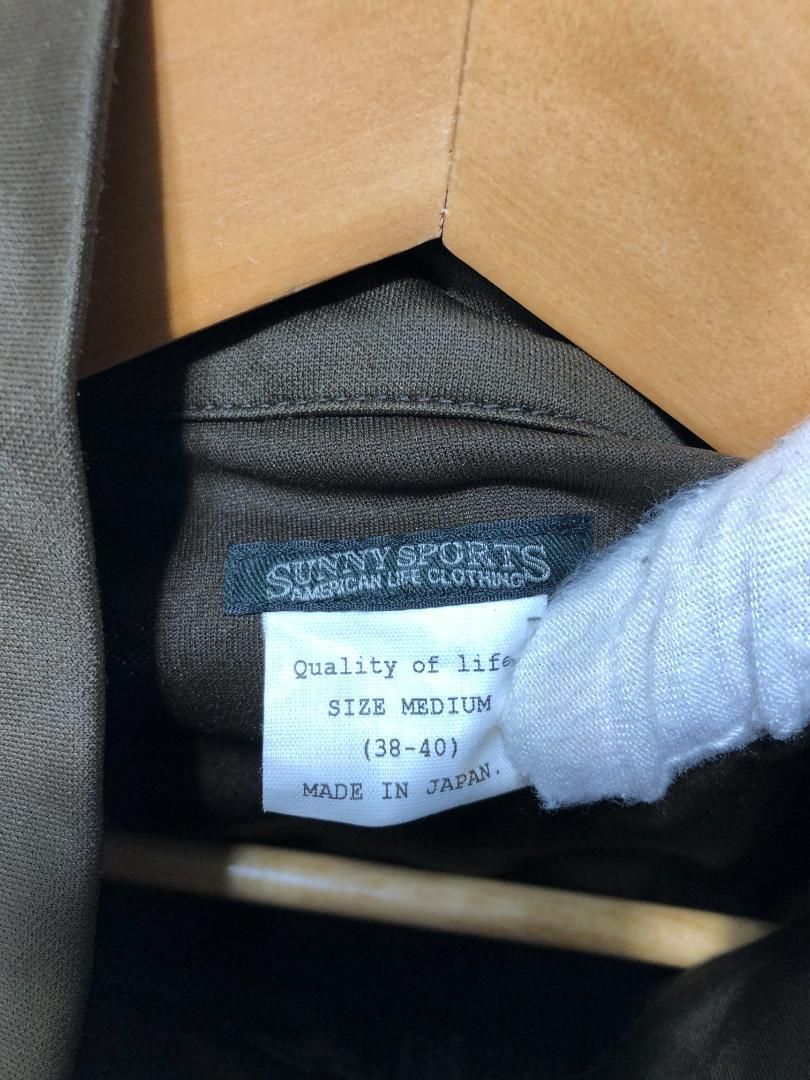 SUNNY SPORTS
AMERICAN LIFE CLOTHING
Quality of life
SIZE MEDIUM
(38-40)
MADE IN JAPAN.